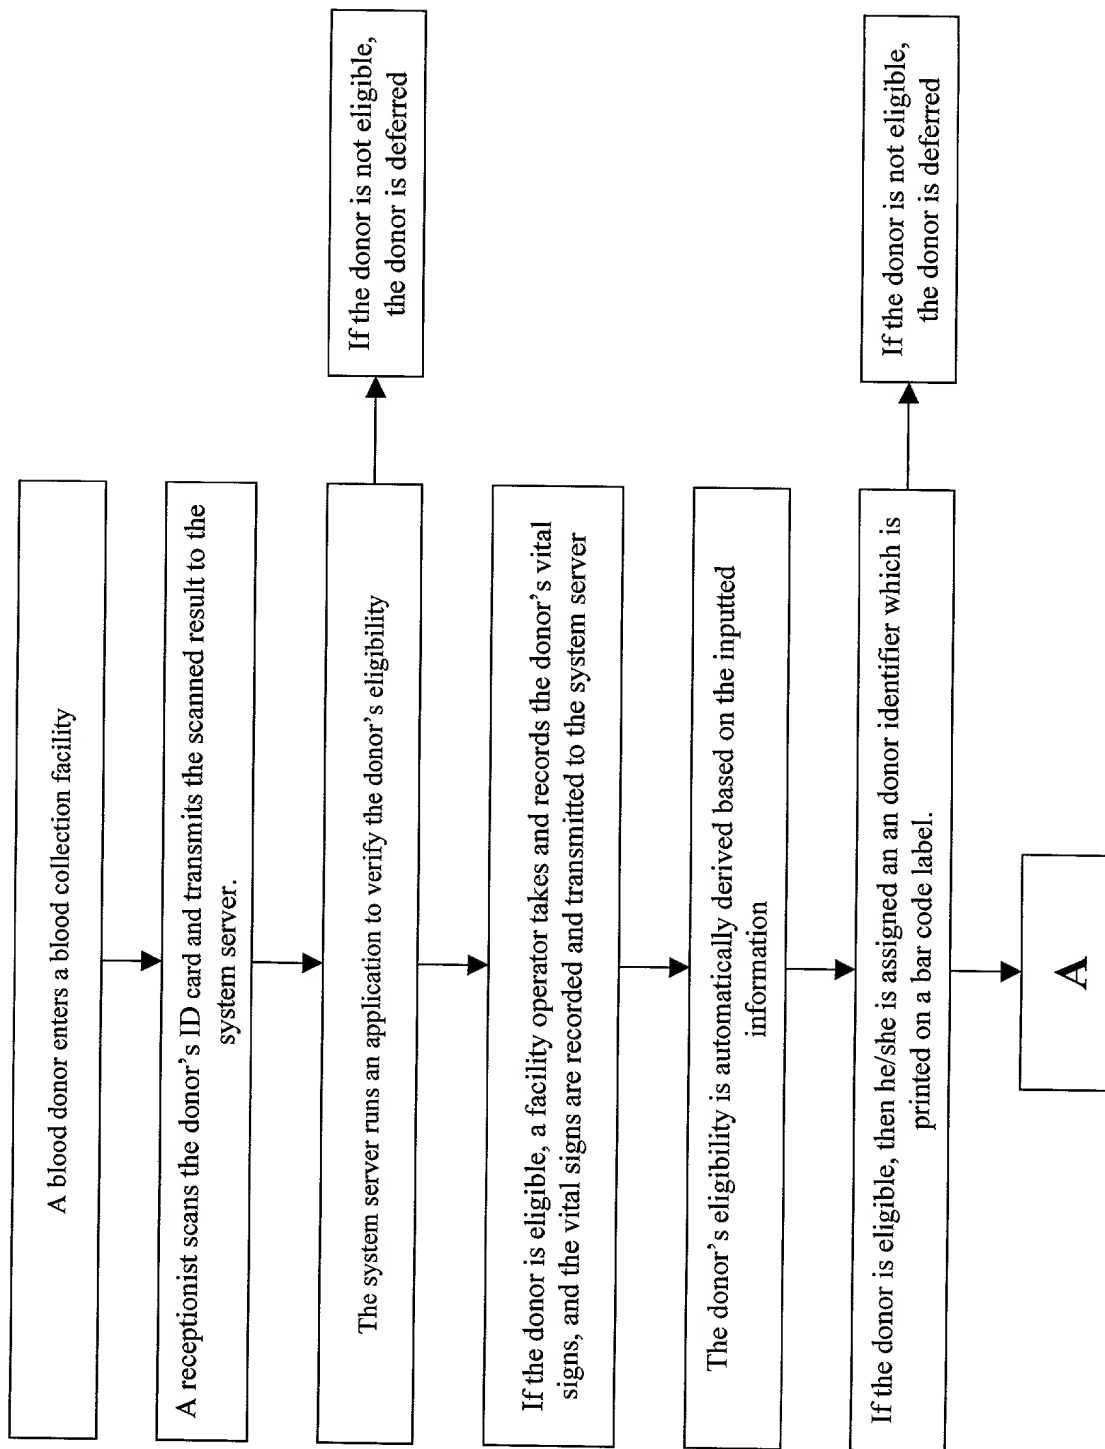 A blood donor enters a blood collection facility
A receptionist scans the donor's ID card and transmits the scanned result to the
system server.
The system server runs an application to verify the donor's eligibility
If the donor is not eligible,
the donor is deferred
If the donor is eligible, a facility operator takes and records the donor's vital
signs, and the vital signs are recorded and transmitted to the system server
The donor's eligibility is automatically derived based on the inputted
information
If the donor is eligible, then he/she is assigned an an donor identifier which is
printed on a bar code label.
If the donor is not eligible,
the donor is deferred
A